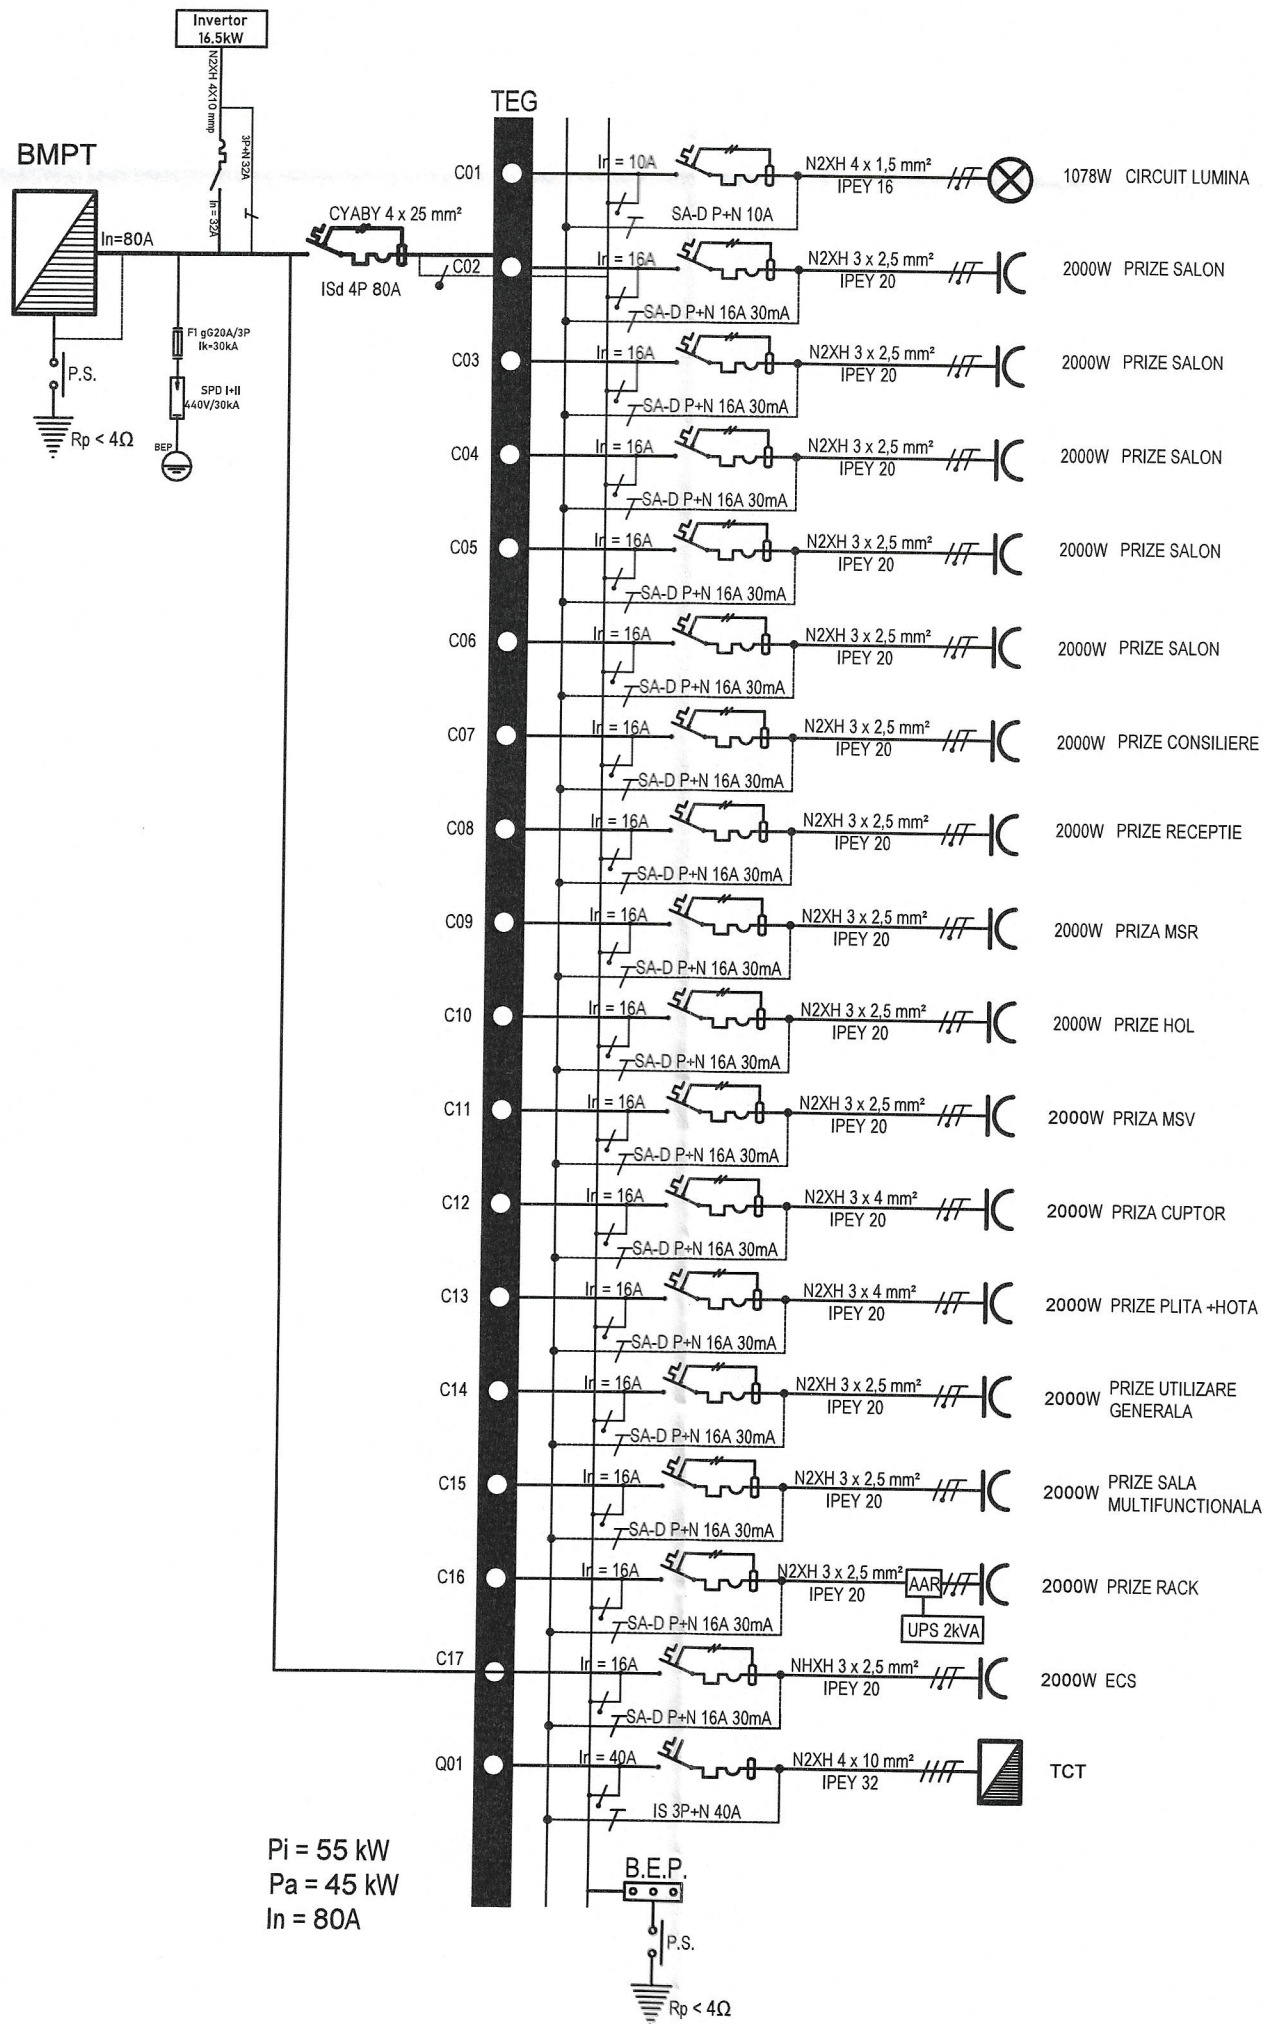 Invertor
16.5kW
N2XH 4X10 mmp
3P+N 32A
In = 32A
TEG
BMPT
In=80A
CYABY 4 x 25 mm²
ISd 4P 80A
F1 gG20A/3P
Ik=30kA
SPD I+II
440V/30kA
BEP
P.S.
Rp < 4Ω
C01
In = 10A
N2XH 4 x 1,5 mm²
IPEY 16
SA-D P+N 10A
1078W CIRCUIT LUMINA
C02
In = 16A
N2XH 3 x 2,5 mm²
IPEY 20
SA-D P+N 16A 30mA
2000W PRIZE SALON
C03
In = 16A
N2XH 3 x 2,5 mm²
IPEY 20
SA-D P+N 16A 30mA
2000W PRIZE SALON
C04
In = 16A
N2XH 3 x 2,5 mm²
IPEY 20
SA-D P+N 16A 30mA
2000W PRIZE SALON
C05
In = 16A
N2XH 3 x 2,5 mm²
IPEY 20
SA-D P+N 16A 30mA
2000W PRIZE SALON
C06
In = 16A
N2XH 3 x 2,5 mm²
IPEY 20
SA-D P+N 16A 30mA
2000W PRIZE SALON
C07
In = 16A
N2XH 3 x 2,5 mm²
IPEY 20
SA-D P+N 16A 30mA
2000W PRIZE CONSILIERE
C08
In = 16A
N2XH 3 x 2,5 mm²
IPEY 20
SA-D P+N 16A 30mA
2000W PRIZE RECEPTIE
C09
In = 16A
N2XH 3 x 2,5 mm²
IPEY 20
SA-D P+N 16A 30mA
2000W PRIZA MSR
C10
In = 16A
N2XH 3 x 2,5 mm²
IPEY 20
SA-D P+N 16A 30mA
2000W PRIZE HOL
C11
In = 16A
N2XH 3 x 2,5 mm²
IPEY 20
SA-D P+N 16A 30mA
2000W PRIZA MSV
C12
In = 16A
N2XH 3 x 4 mm²
IPEY 20
SA-D P+N 16A 30mA
2000W PRIZA CUPTOR
C13
In = 16A
N2XH 3 x 4 mm²
IPEY 20
SA-D P+N 16A 30mA
2000W PRIZE PLITA +HOTA
C14
In = 16A
N2XH 3 x 2,5 mm²
IPEY 20
SA-D P+N 16A 30mA
2000W PRIZE UTILIZARE
GENERALA
C15
In = 16A
N2XH 3 x 2,5 mm²
IPEY 20
SA-D P+N 16A 30mA
2000W PRIZE SALA
MULTIFUNCTIONALA
C16
In = 16A
N2XH 3 x 2,5 mm²
IPEY 20
AAR
UPS 2kVA
SA-D P+N 16A 30mA
2000W PRIZE RACK
C17
In = 16A
NHXH 3 x 2,5 mm²
IPEY 20
SA-D P+N 16A 30mA
2000W ECS
Q01
In = 40A
N2XH 4 x 10 mm²
IPEY 32
IS 3P+N 40A
TCT
Pi = 55 kW
Pa = 45 kW
In = 80A
B.E.P.
P.S.
Rp < 4Ω